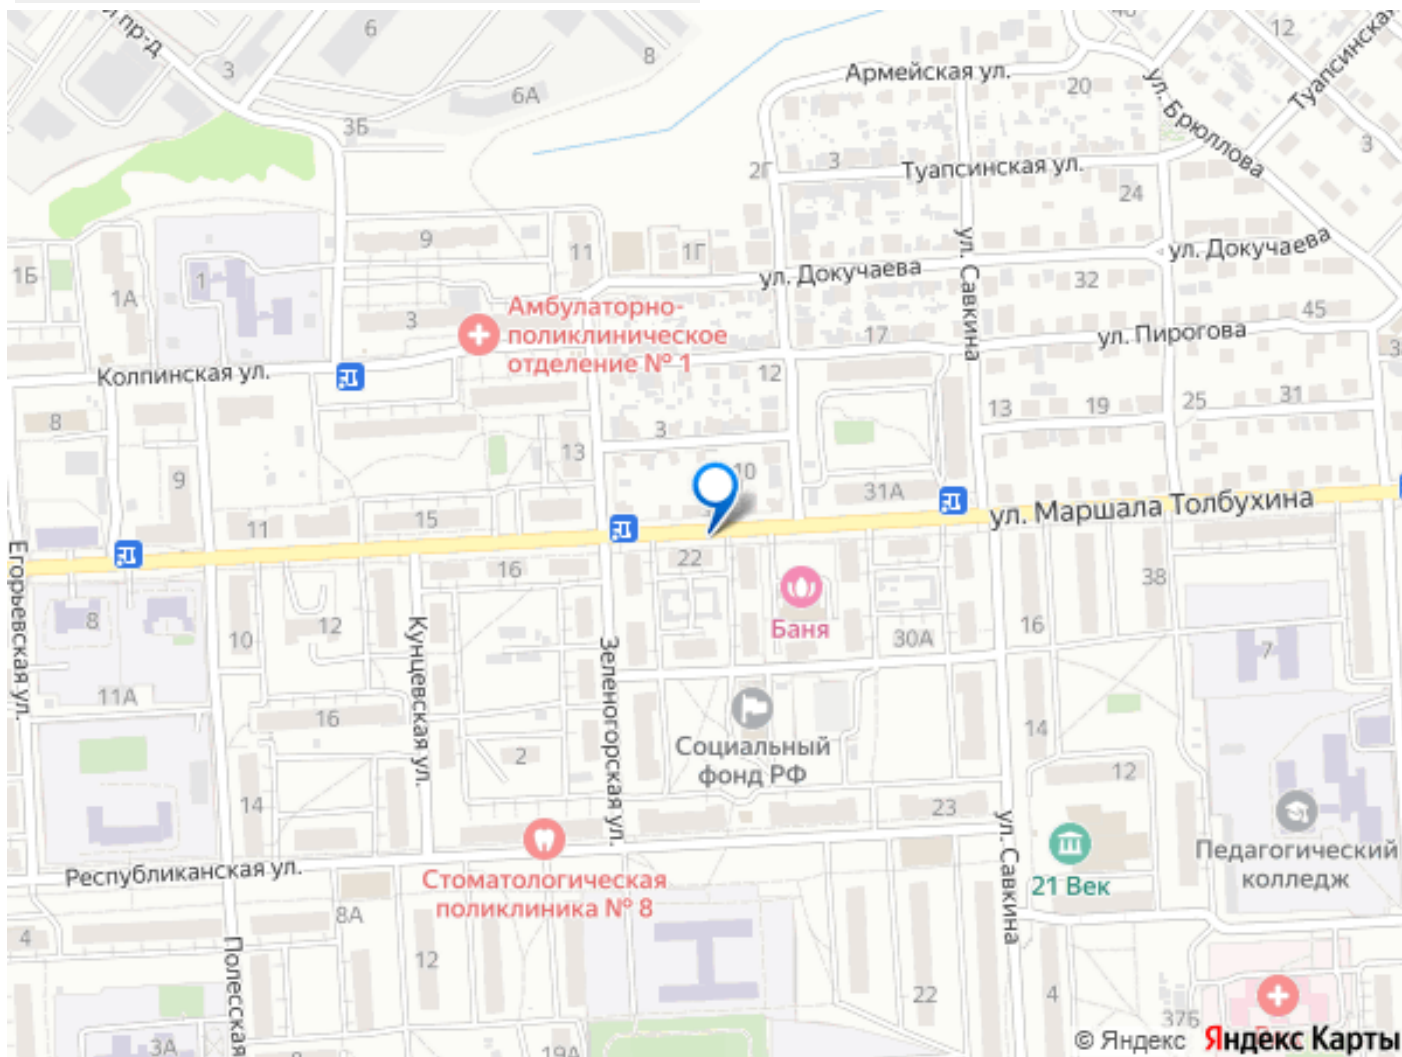 й пр-д
6
8
12
Туапсинская
3
6А
Армейская ул.
20
ул. Брюллова
3Б
3
2Г
3
Туапсинская ул.
24
9
11
1Г
ул. Савкина
ул. Докучаева
ул. Докучаева
1Б
1
1А
32
Амбулаторно-
поликлиническое
отделение № 1
3
17
ул. Пирогова
45
3
Колпинская ул.
12
8
13
19
25
31
3
13
9
10
31А
11
15
ул. Маршала Толбухина
Егорьевская ул.
16
22
38
8
10
12
Кунцевская ул.
Зеленогорская ул.
Баня
30А
16
7
11А
16
2
Социальный
фонд РФ
14
12
14
23
ул. Савкина
Республиканская ул.
Стоматологическая
поликлиника № 8
21 Век
Педагогический
колледж
8А
4
Полесская
12
22
4
37Б
3А
19А
© Яндекс Яндекс Карты